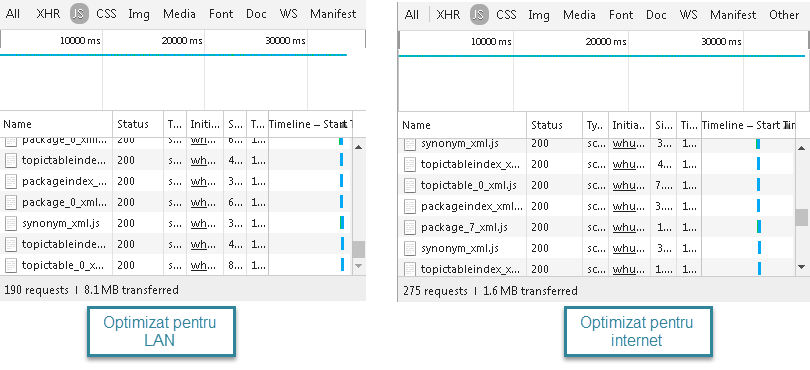 All XHR JS CSS Img Media Font Doc WS Manifest
10000 ms 20000 ms 30000 ms
Name Status T... Initi... S... T... Timeline – Start
package_0_xml... 200 s... wh... 6... 1...
topictableinde... 200 s... wh... 4... 1...
packageindex_... 200 s... wh... 3... 1...
package_0_xm... 200 s... wh... 6... 1...
synonym_xml.js 200 s... wh... 3... 1...
topictableinde... 200 s... wh... 4... 1...
topictable_0_x... 200 s... wh... 8... 1...
190 requests | 8.1 MB transferred
Optimizat pentru
LAN
All XHR JS CSS Img Media Font Doc WS Manifest Other
10000 ms 20000 ms 30000 ms
Name Status Ty... Initia... Si... Ti... Timeline – Start
synonym_xml.js 200 sc... whu... 3... 1...
topictableindex_x... 200 sc... whu... 4... 1...
topictable_0_xml.js 200 sc... whu... 7.... 1...
packageindex_xml... 200 sc... whu... 3.... 1...
package_7_xml.js 200 sc... whu... 1... 1...
synonym_xml.js 200 sc... whu... 3... 1...
topictableindex_x... 200 sc... whu... 1.... 1...
275 requests | 1.6 MB transferred
Optimizat pentru
internet